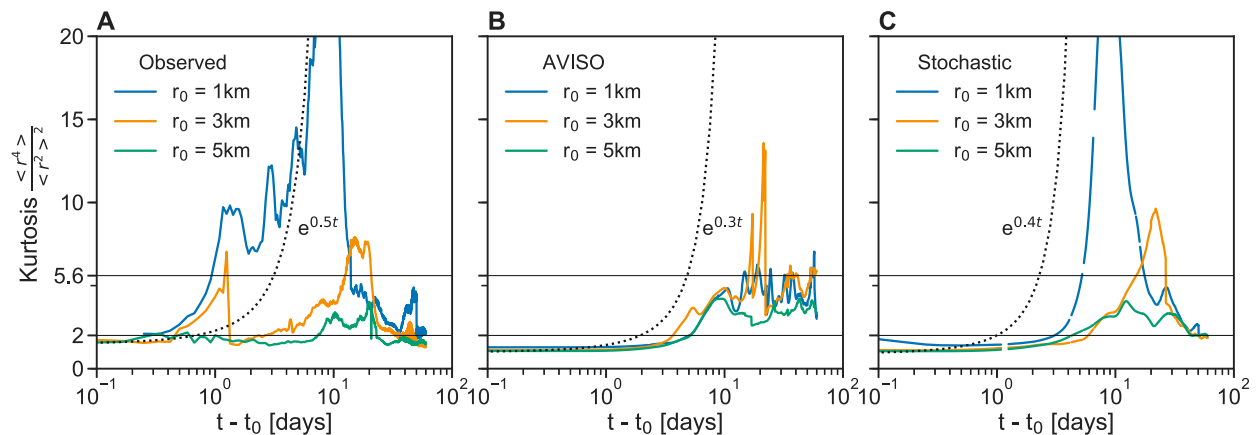 A
Observed
r₀ = 1km
r₀ = 3km
r₀ = 5km
e^{0.5t}
Kurtosis <r⁴> / <r²>²
20
15
10
5.6
5
2
0
10⁻¹
10⁰
10¹
10²
t - t₀ [days]
B
AVISO
r₀ = 1km
r₀ = 3km
r₀ = 5km
e^{0.3t}
10⁻¹
10⁰
10¹
10²
t - t₀ [days]
C
Stochastic
r₀ = 1km
r₀ = 3km
r₀ = 5km
e^{0.4t}
10⁻¹
10⁰
10¹
10²
t - t₀ [days]